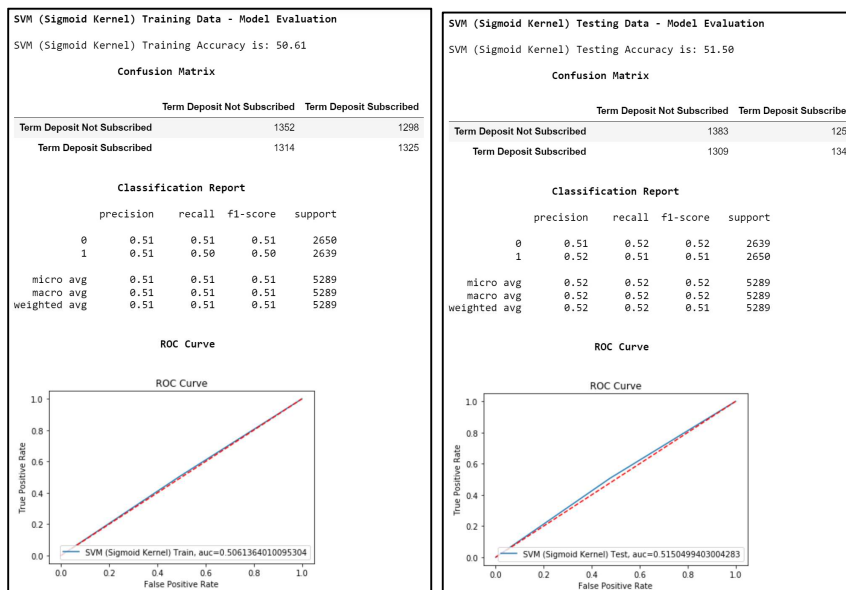 SVM (Sigmoid Kernel) Training Data - Model Evaluation
SVM (Sigmoid Kernel) Training Accuracy is: 50.61
Confusion Matrix
Term Deposit Not Subscribed Term Deposit Subscribed
Term Deposit Not Subscribed 1352 1298
Term Deposit Subscribed 1314 1325
Classification Report
precision recall f1-score support
0 0.51 0.51 0.51 2650
1 0.51 0.50 0.50 2639
micro avg 0.51 0.51 0.51 5289
macro avg 0.51 0.51 0.51 5289
weighted avg 0.51 0.51 0.51 5289
ROC Curve
ROC Curve
1.0
0.8
0.6
0.4
0.2
0.0
True Positive Rate
SVM (Sigmoid Kernel) Train, auc=0.5061364010095304
0.0 0.2 0.4 0.6 0.8 1.0
False Positive Rate
SVM (Sigmoid Kernel) Testing Data - Model Evaluation
SVM (Sigmoid Kernel) Testing Accuracy is: 51.50
Confusion Matrix
Term Deposit Not Subscribed Term Deposit Subscribe
Term Deposit Not Subscribed 1383 125
Term Deposit Subscribed 1309 134
Classification Report
precision recall f1-score support
0 0.51 0.52 0.52 2639
1 0.52 0.51 0.51 2650
micro avg 0.52 0.52 0.52 5289
macro avg 0.52 0.52 0.52 5289
weighted avg 0.52 0.52 0.51 5289
ROC Curve
ROC Curve
1.0
0.8
0.6
0.4
0.2
0.0
True Positive Rate
SVM (Sigmoid Kernel) Test, auc=0.5150499403004283
0.0 0.2 0.4 0.6 0.8 1.0
False Positive Rate